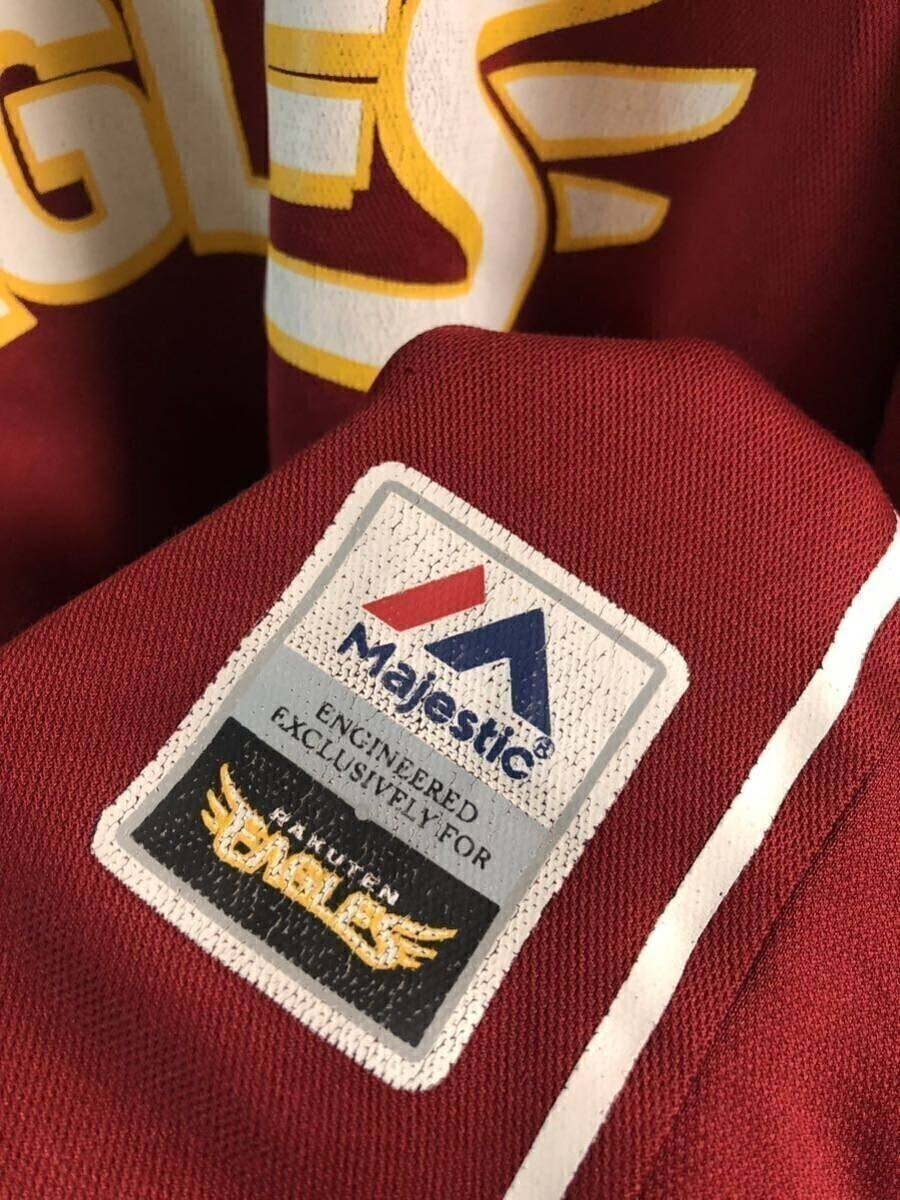 GLES
Majestic®
ENGINEERED
EXCLUSIVELY FOR
RAKUTEN
EAGLES